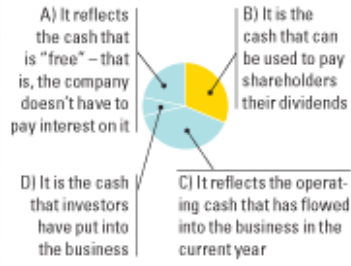 A) It reflects
the cash that
is "free" – that
is, the company
doesn't have to
pay interest on it
B) It is the
cash that can
be used to pay
shareholders
their dividends
D) It is the cash
that investors
have put into
the business
C) It reflects the operat-
ing cash that has flowed
into the business in the
current year